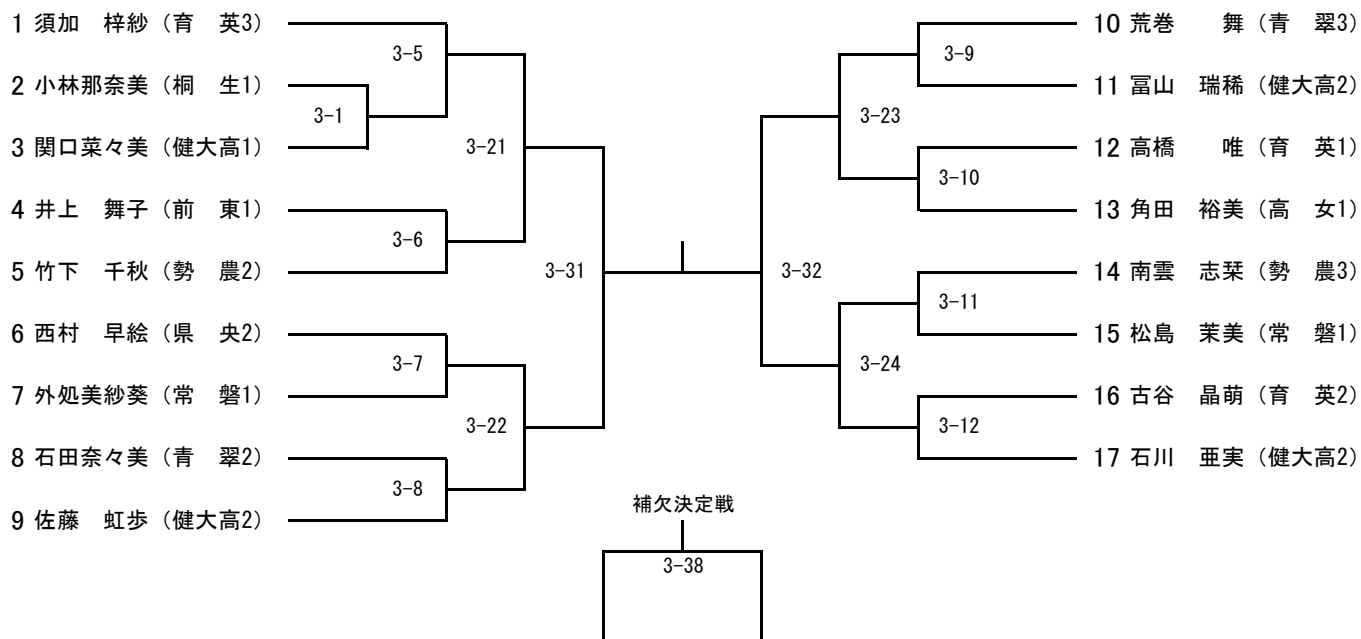 1 須加　梓紗（育　英3）
2 小林那奈美（桐　生1）
3 関口菜々美（健大高1）
4 井上　舞子（前　東1）
5 竹下　千秋（勢　農2）
6 西村　早絵（県　央2）
7 外処美紗葵（常　磐1）
8 石田奈々美（青　翠2）
9 佐藤　虹歩（健大高2）
3-5
3-1
3-21
3-6
3-31
3-7
3-22
3-8
10 荒巻　　舞（青　翠3）
11 冨山　瑞稀（健大高2）
12 高橋　　唯（育　英1）
13 角田　裕美（高　女1）
14 南雲　志栞（勢　農3）
15 松島　茉美（常　磐1）
16 古谷　晶萌（育　英2）
17 石川　亜実（健大高2）
3-9
3-23
3-10
3-32
3-11
3-24
3-12
補欠決定戦
3-38